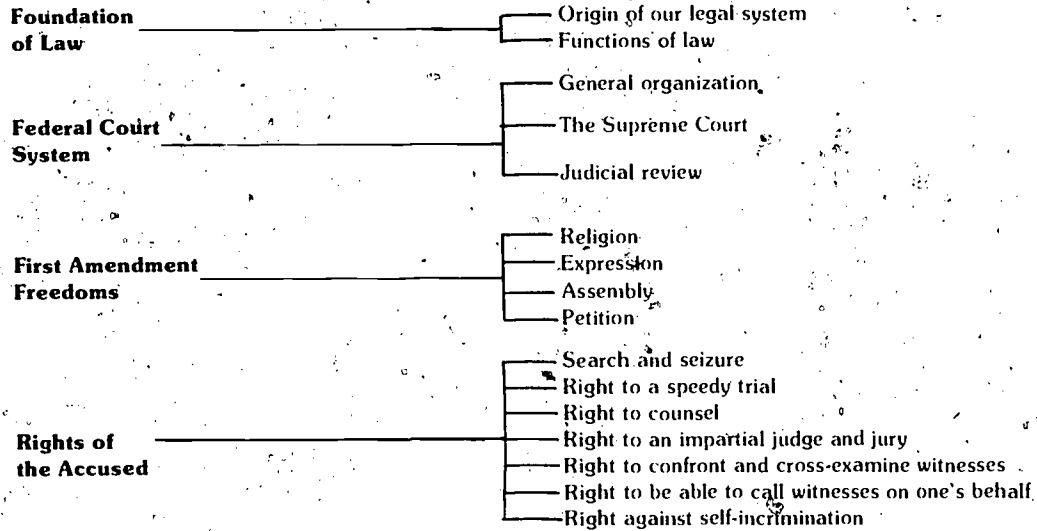 Foundation
of Law
Origin of our legal system
Functions of law
Federal Court
System
General organization
The Supreme Court
Judicial review
First Amendment
Freedoms
Religion
Expression
Assembly
Petition
Rights of
the Accused
Search and seizure
Right to a speedy trial
Right to counsel
Right to an impartial judge and jury
Right to confront and cross-examine witnesses
Right to be able to call witnesses on one's behalf
Right against self-incrimination